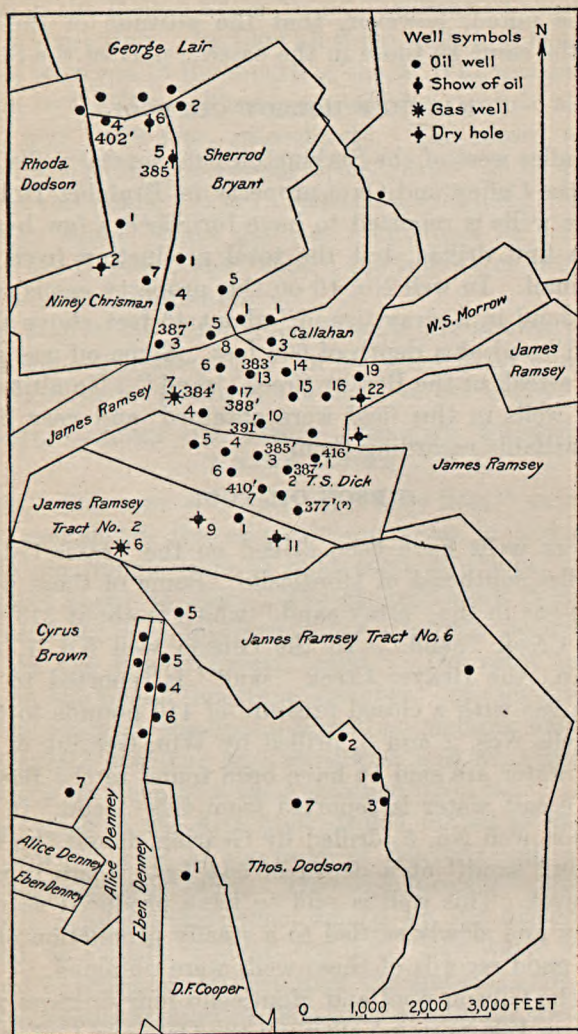 George Lair
Well symbols
Oil well
Show of oil
Gas well
Dry hole
N
2
4
6
402'
5
385'
Rhoda
Dodson
Sherrod
Bryant
1
2
1
7
4
5
Niney Chrisman
1
1
Callahan
W.S. Morrow
James
Ramsey
387'
3
5
3
8
6
383'
13
14
19
7
384'
17
388'
15
16
22
James Ramsey
4
10
391'
5
4
385'
3
416'
387'
1
James Ramsey
6
2
T.S. Dick
410'
7
377'(?)
James Ramsey
Tract No. 2
6
9
1
11
5
James Ramsey Tract No. 6
Cyrus
Brown
5
4
6
2
1
7
7
3
Alice Denney
Eben Denney
Alice Denney
Eben Denney
1
Thos. Dodson
D.F. Cooper
0 1,000 2,000 3,000 FEET